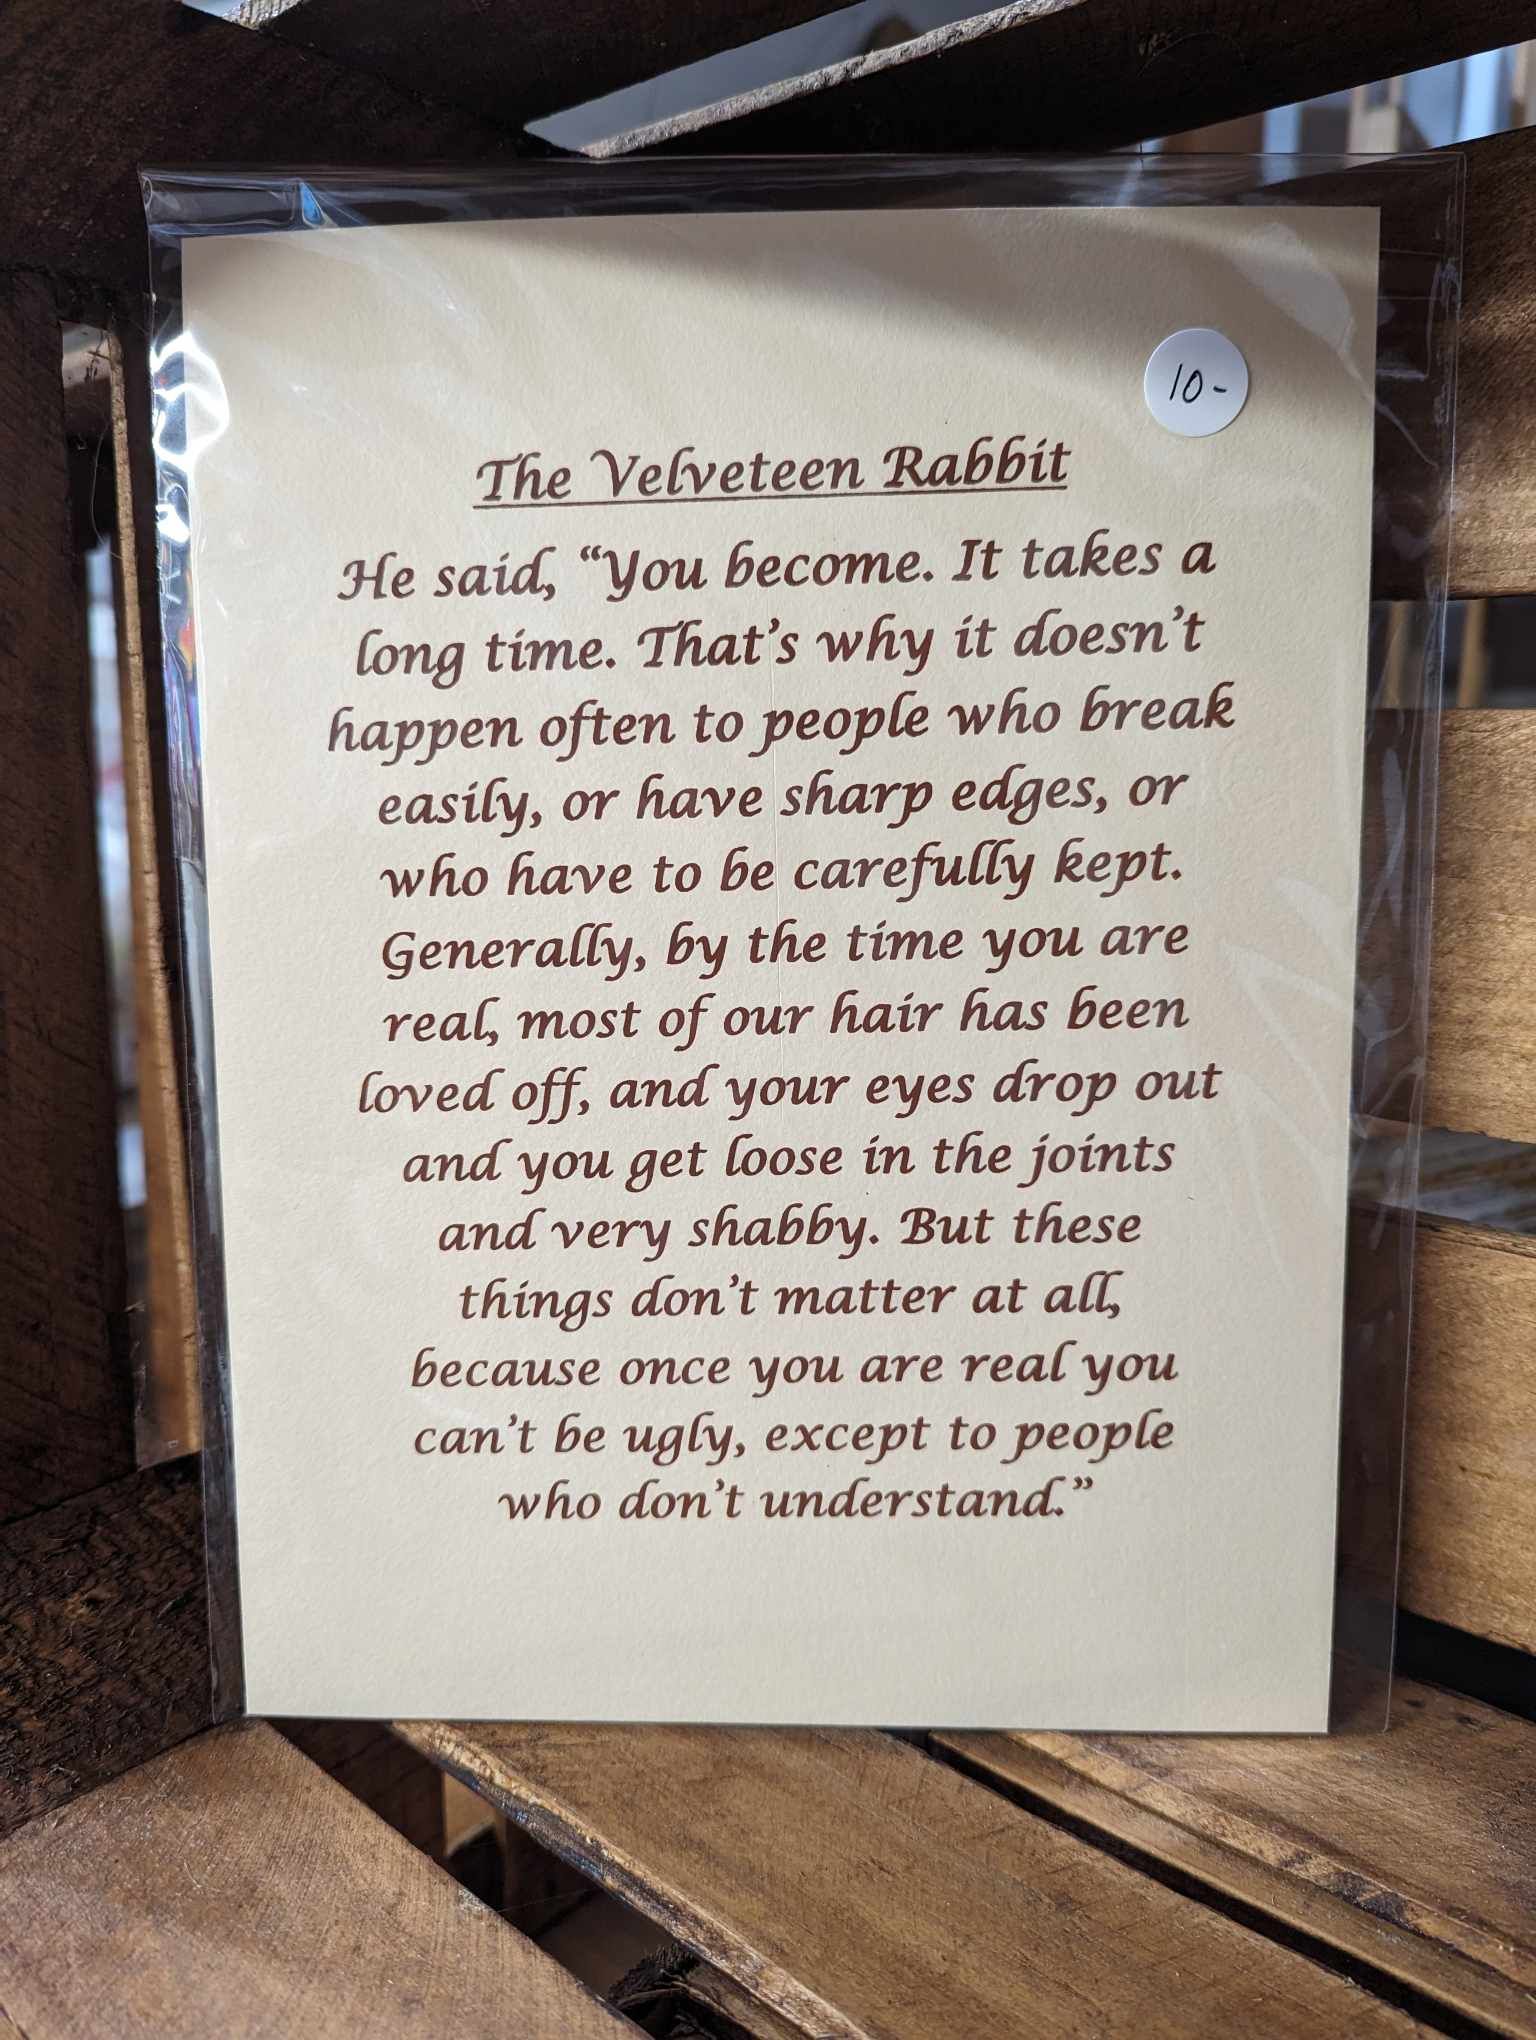 10-
The Velveteen Rabbit
He said, “You become. It takes a
long time. That’s why it doesn’t
happen often to people who break
easily, or have sharp edges, or
who have to be carefully kept.
Generally, by the time you are
real, most of our hair has been
loved off, and your eyes drop out
and you get loose in the joints
and very shabby. But these
things don’t matter at all,
because once you are real you
can’t be ugly, except to people
who don’t understand.”